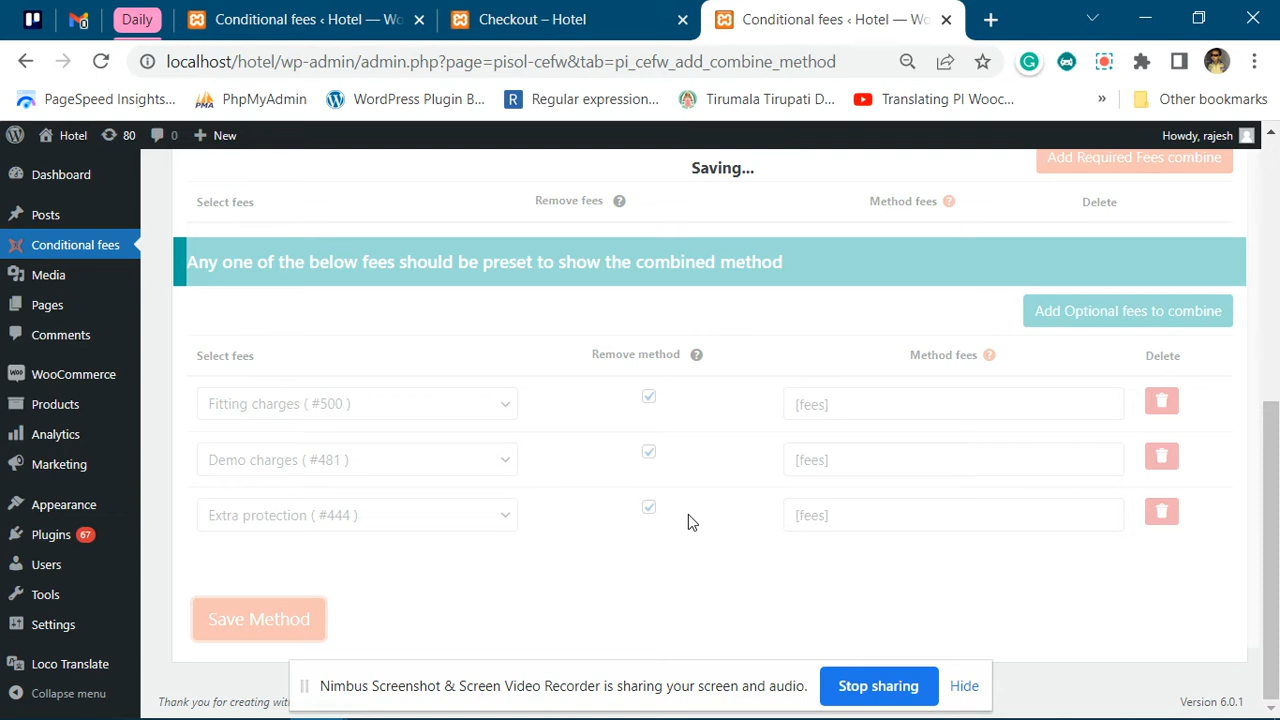 Daily
Conditional fees ‹ Hotel — Wo
Checkout – Hotel
Conditional fees ‹ Hotel — Wo
localhost/hotel/wp-admin/admin.php?page=pisol-cefw&tab=pi_cefw_add_combine_method
PageSpeed Insights...
PhpMyAdmin
WordPress Plugin B...
Regular expression...
Tirumala Tirupati D...
Translating PI Wooc...
»
Other bookmarks
Hotel
80
0
New
Howdy, rajesh
Dashboard
Posts
Conditional fees
Media
Pages
Comments
WooCommerce
Products
Analytics
Marketing
Appearance
Plugins 67
Users
Tools
Settings
Loco Translate
Collapse menu
Saving...
Add Required Fees combine
Select fees
Remove fees ?
Method fees ?
Delete
Any one of the below fees should be preset to show the combined method
Add Optional fees to combine
Select fees
Remove method ?
Method fees ?
Delete
Fitting charges ( #500 )
[fees]
Demo charges ( #481 )
[fees]
Extra protection ( #444 )
[fees]
Save Method
Nimbus Screenshot & Screen Video Recorder is sharing your screen and audio.
Stop sharing
Hide
Thank you for creating wit
Version 6.0.1